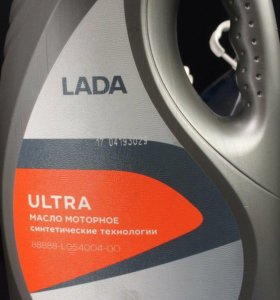 LADA
17 04193029
ULTRA
МАСЛО МОТОРНОЕ
синтетические технологии
88888-L054004-00